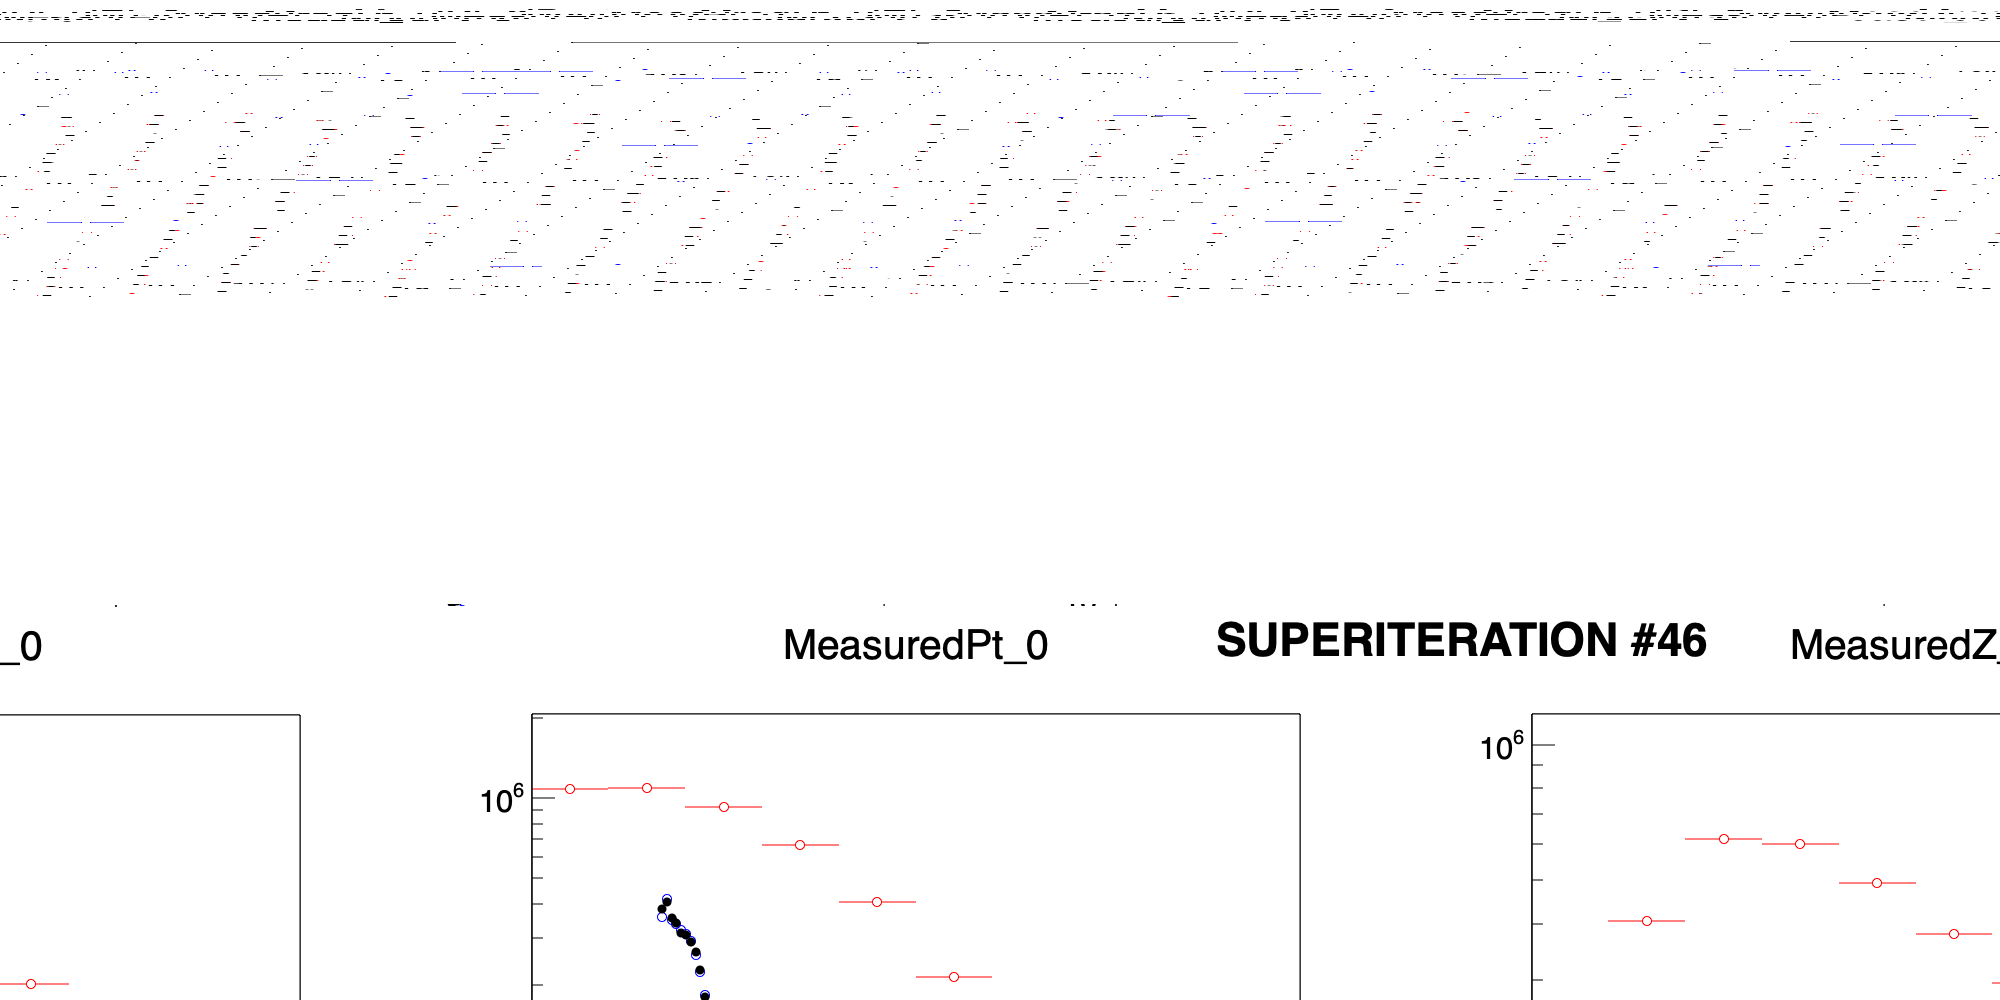 _0
MeasuredPt_0
SUPERITERATION #46
MeasuredZ_
10^6
10^6